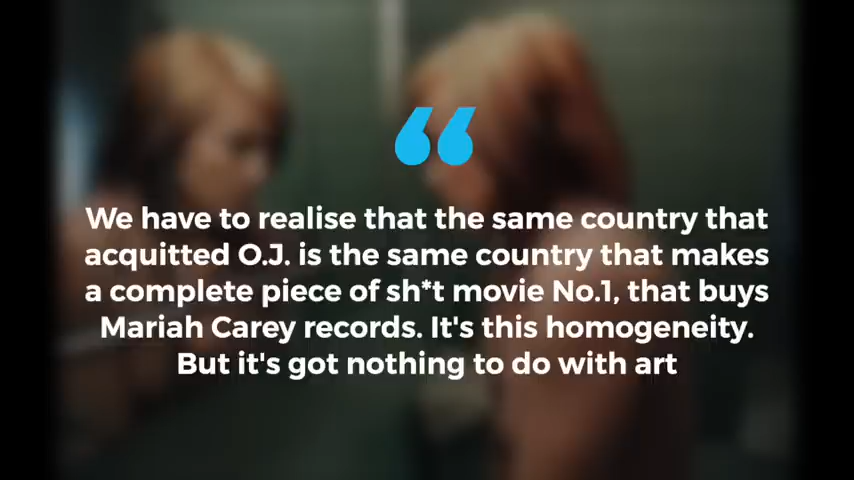 “
We have to realise that the same country that
acquitted O.J. is the same country that makes
a complete piece of sh*t movie No.1, that buys
Mariah Carey records. It's this homogeneity.
But it's got nothing to do with art